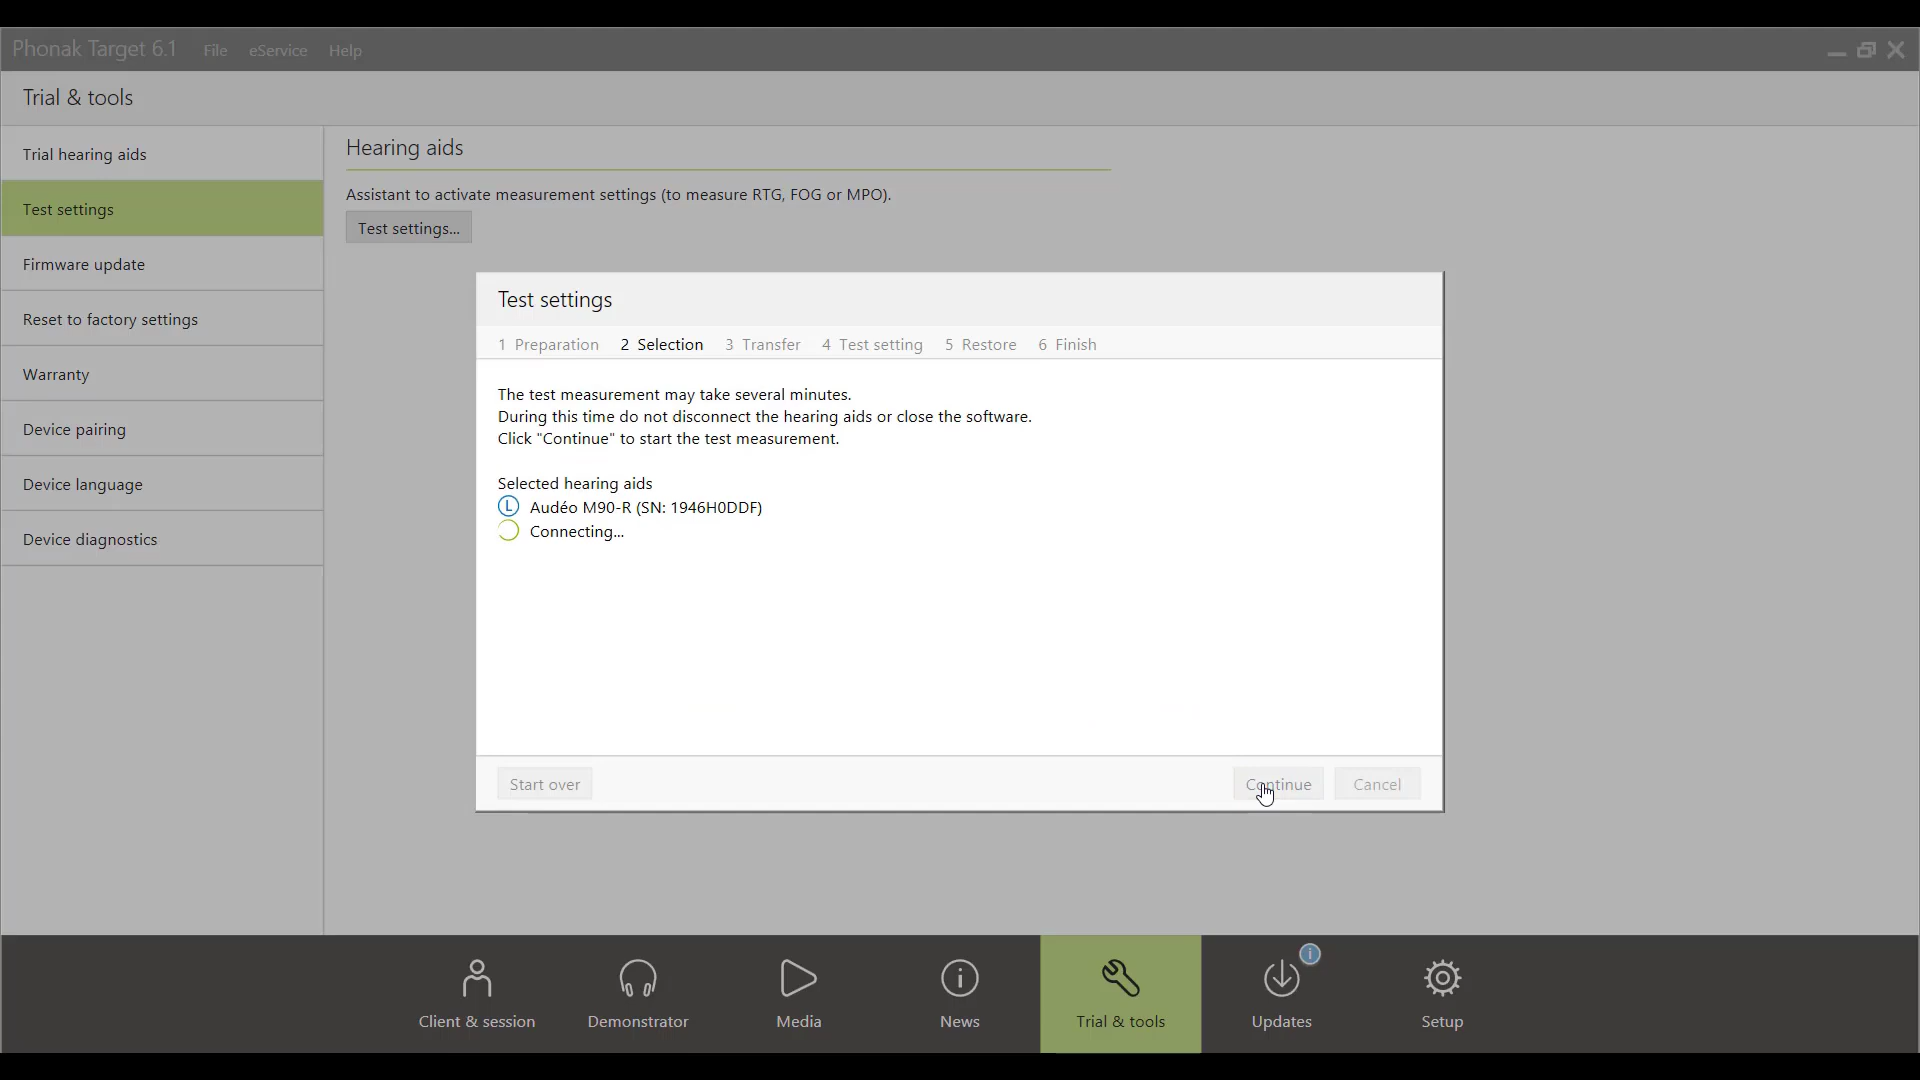 Phonak Target 6.1 File eService Help
Trial & tools
Trial hearing aids
Test settings
Firmware update
Reset to factory settings
Warranty
Device pairing
Device language
Device diagnostics
Hearing aids
Assistant to activate measurement settings (to measure RTG, FOG or MPO).
Test settings...
Test settings
1 Preparation 2 Selection 3 Transfer 4 Test setting 5 Restore 6 Finish
The test measurement may take several minutes.
During this time do not disconnect the hearing aids or close the software.
Click "Continue" to start the test measurement.
Selected hearing aids
L Audéo M90-R (SN: 1946H0DDF)
Connecting...
Start over Continue Cancel
Client & session Demonstrator Media News Trial & tools Updates Setup